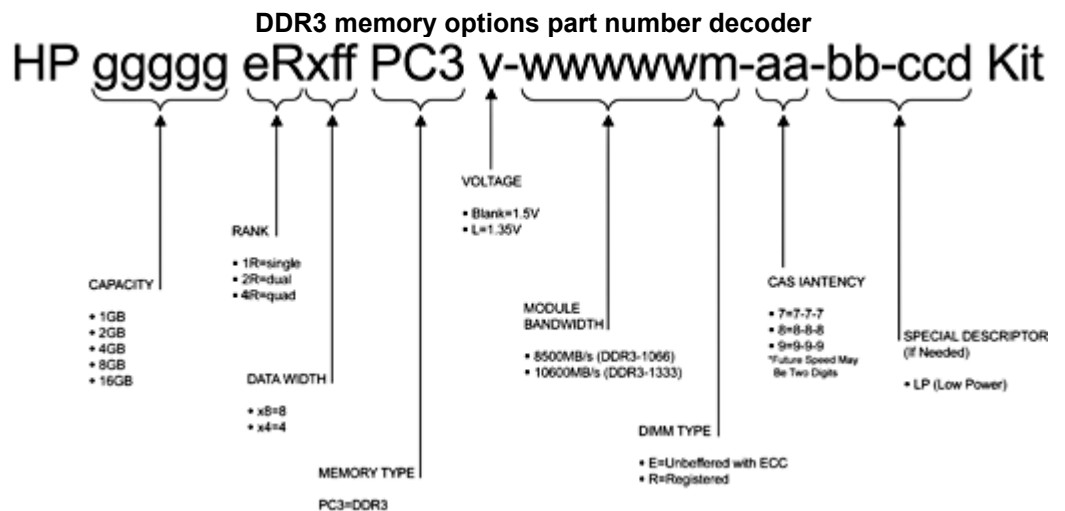 DDR3 memory options part number decoder
HP ggggg eRxff PC3 v-wwwwwm-aa-bb-ccd Kit
VOLTAGE
▪ Blank=1.5V
▪ L=1.35V
RANK
▪ 1R=single
▪ 2R=dual
▪ 4R=quad
CAPACITY
+ 1GB
+ 2GB
+ 4GB
+ 8GB
+ 16GB
CAS IANTENCY
▪ 7=7-7-7
▪ 8=8-8-8
▪ 9=9-9-9
*Future Speed May
Be Two Digits
MODULE
BANDWIDTH
▪ 8500MB/s (DDR3-1066)
▪ 10600MB/s (DDR3-1333)
SPECIAL DESCRIPTOR
(If Needed)
▪ LP (Low Power)
DATA WIDTH
+ x8=8
+ x4=4
DIMM TYPE
▪ E=Unbeffered with ECC
▪ R=Registered
MEMORY TYPE
PC3=DDR3